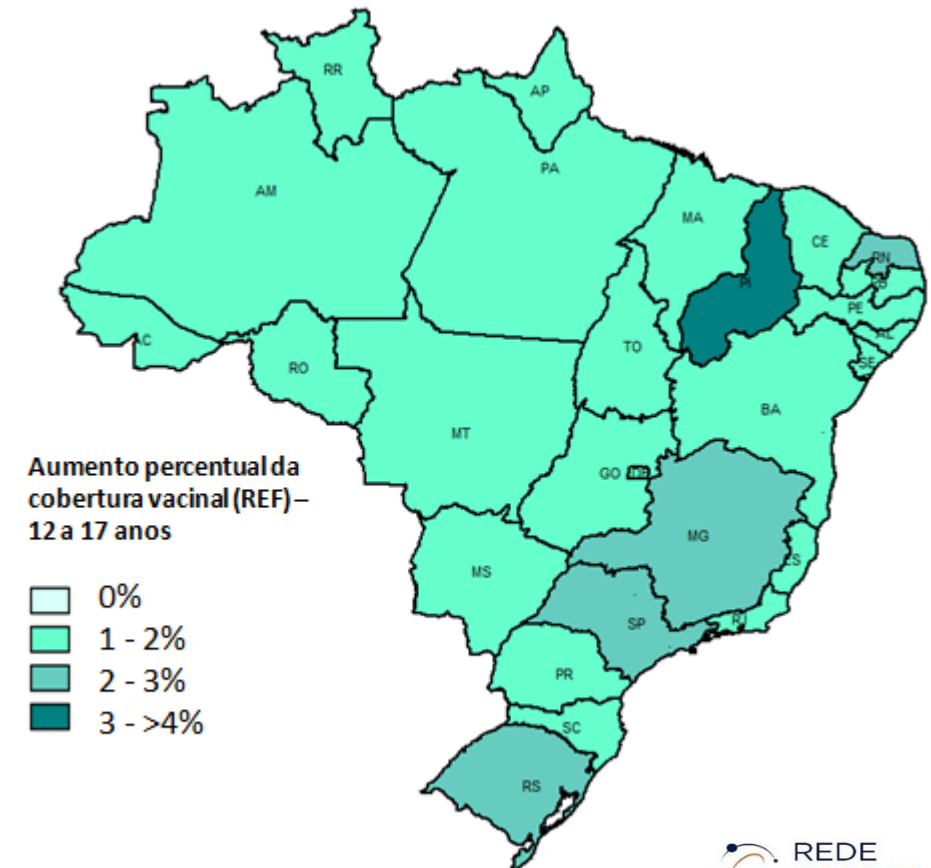 RR
AP
AM
PA
MA
CE
RN
PB
PI
PE
AL
SE
AC
TO
RO
BA
MT
GO DF
MG
ES
MS
SP
RJ
PR
SC
RS
Aumento percentual da
cobertura vacinal (REF) –
12 a 17 anos
0%
1 - 2%
2 - 3%
3 - >4%
REDE